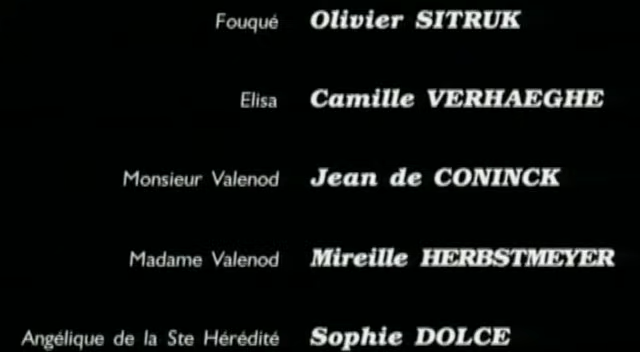 Fouqué Olivier SITRUK
Elisa Camille VERHAEGHE
Monsieur Valenod Jean de CONINCK
Madame Valenod Mireille HERBSTMEYER
Angélique de la Ste Hérédité Sophie DOLCE